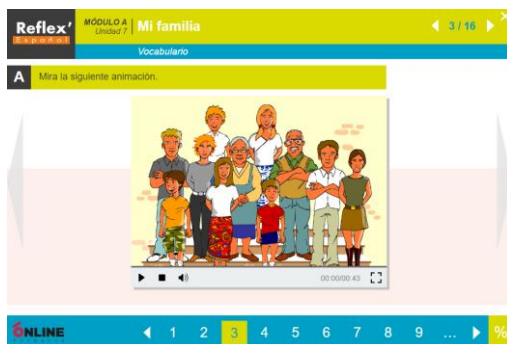 Reflex'
Español
MÓDULO A
Unidad 7
Mi familia
3 / 16
Vocabulario
A
Mira la siguiente animación.
00:00/00:43
ONLINE
1 2 3 4 5 6 7 8 9 ... %